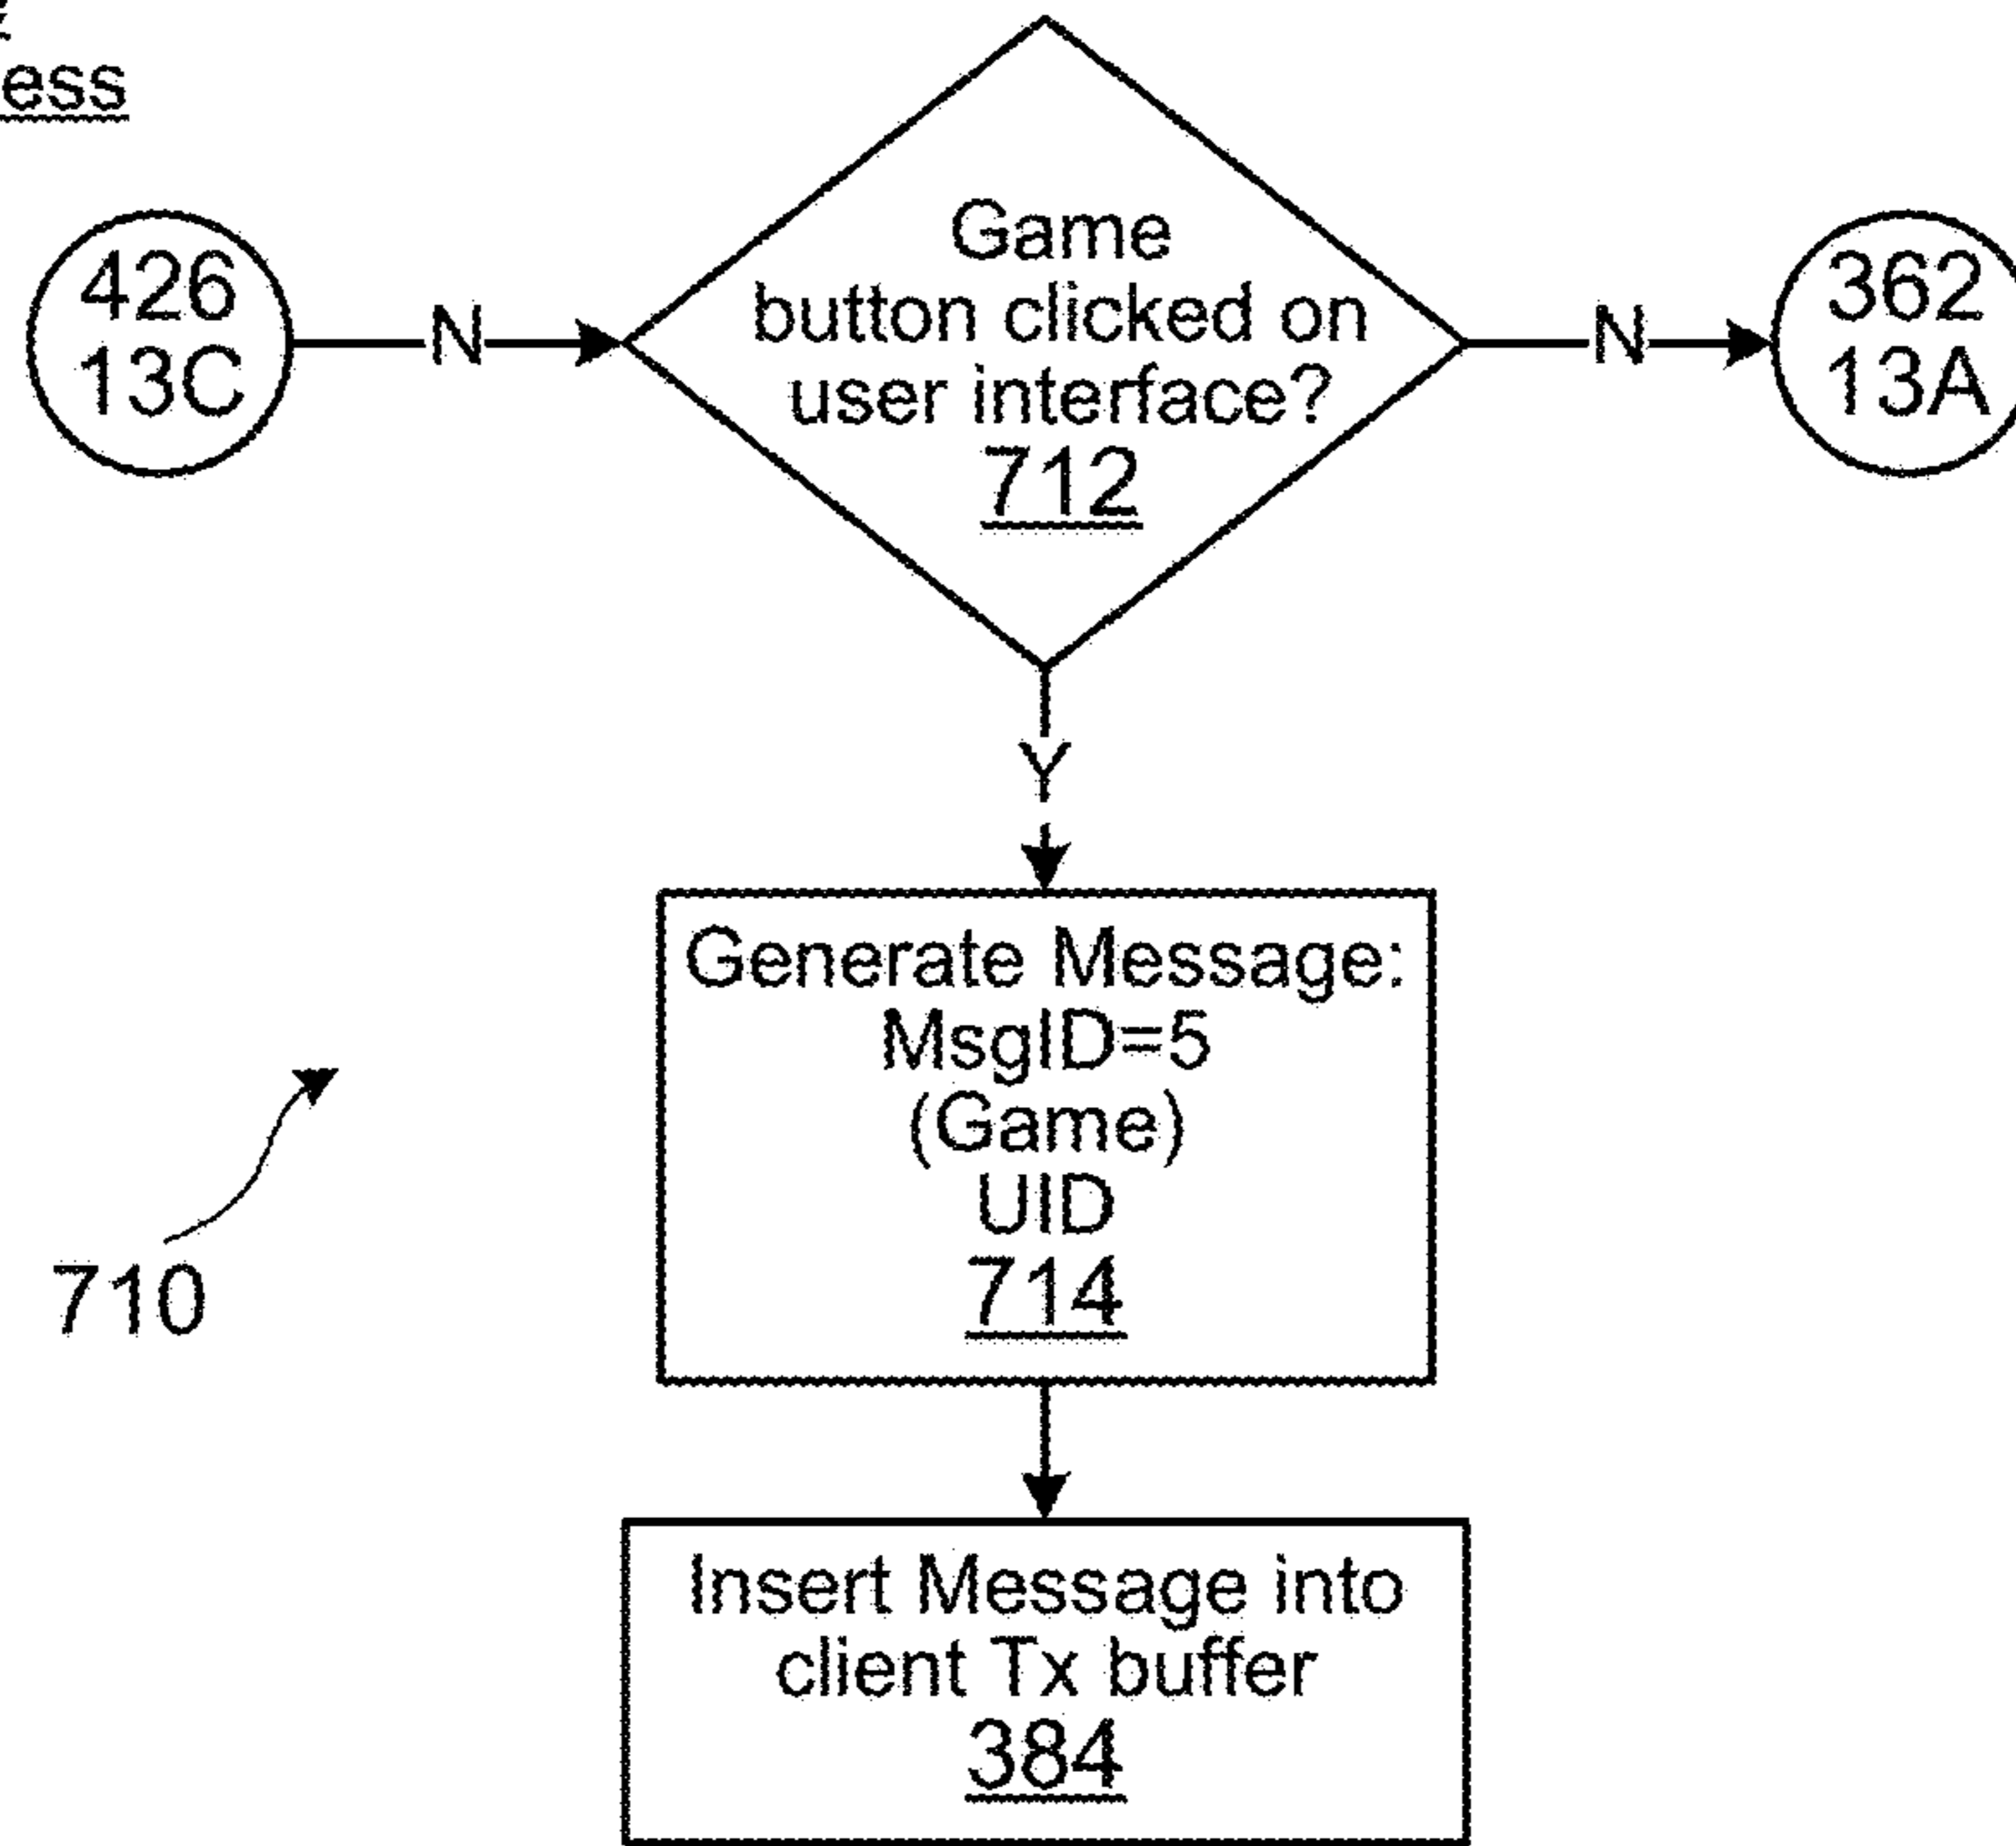 ess
426
13C
N
Game
button clicked on
user interface?
712
N
362
13A
Y
Generate Message:
MsgID=5
(Game)
UID
714
710
Insert Message into
client Tx buffer
384